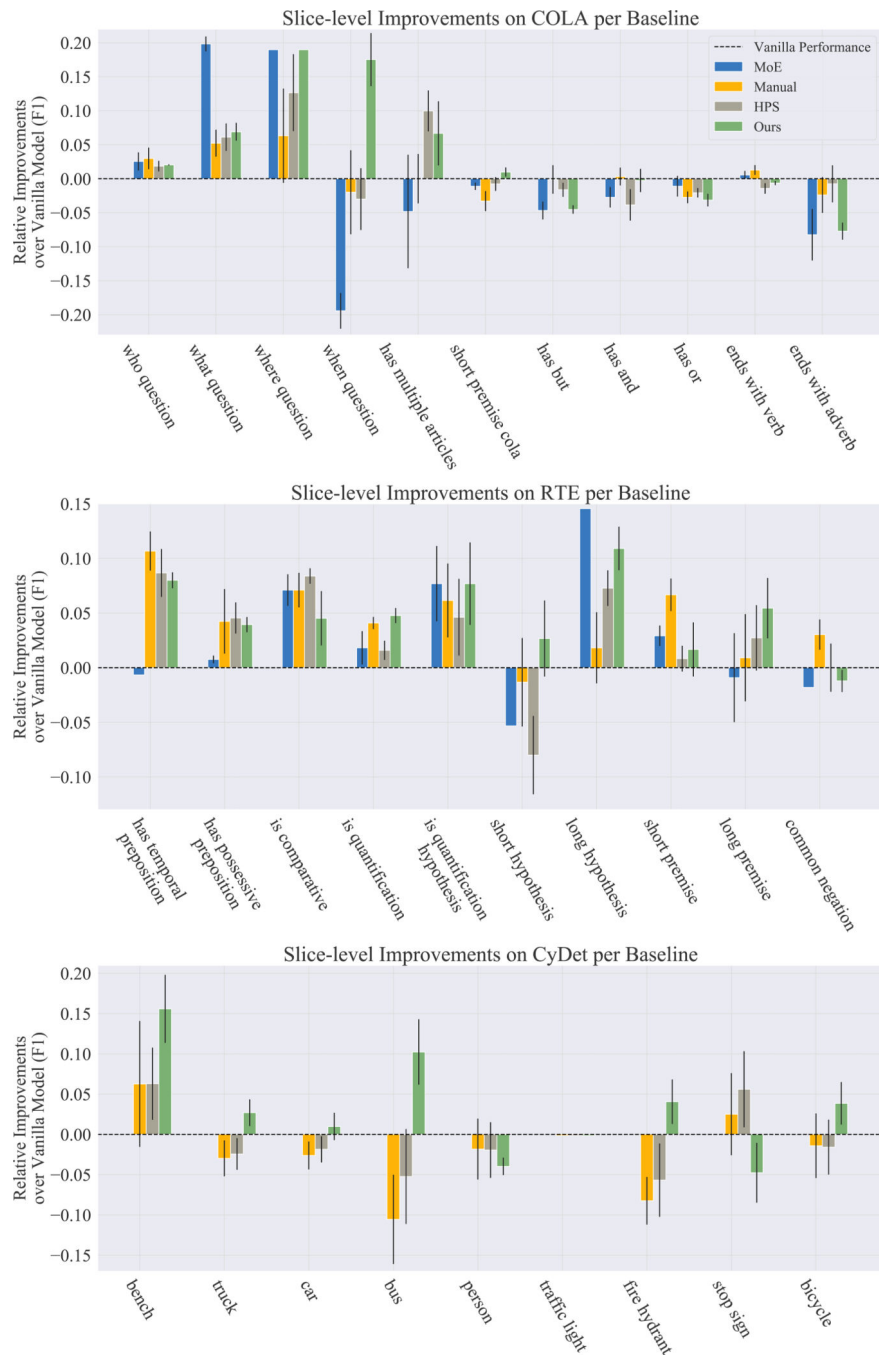 Slice-level Improvements on COLA per Baseline
Relative Improvements
over Vanilla Model (F1)
0.20
0.15
0.10
0.05
0.00
−0.05
−0.10
−0.15
−0.20
Vanilla Performance
MoE
Manual
HPS
Ours
who question
what question
where question
when question
has multiple articles
short premise cola
has but
has and
has or
ends with verb
ends with adverb
Slice-level Improvements on RTE per Baseline
Relative Improvements
over Vanilla Model (F1)
0.15
0.10
0.05
0.00
−0.05
−0.10
has temporal
preposition
has possessive
preposition
is comparative
is quantification
is quantification
hypothesis
short hypothesis
long hypothesis
short premise
long premise
common negation
Slice-level Improvements on CyDet per Baseline
Relative Improvements
over Vanilla Model (F1)
0.20
0.15
0.10
0.05
0.00
−0.05
−0.10
−0.15
bench
truck
car
bus
person
traffic light
fire hydrant
stop sign
bicycle